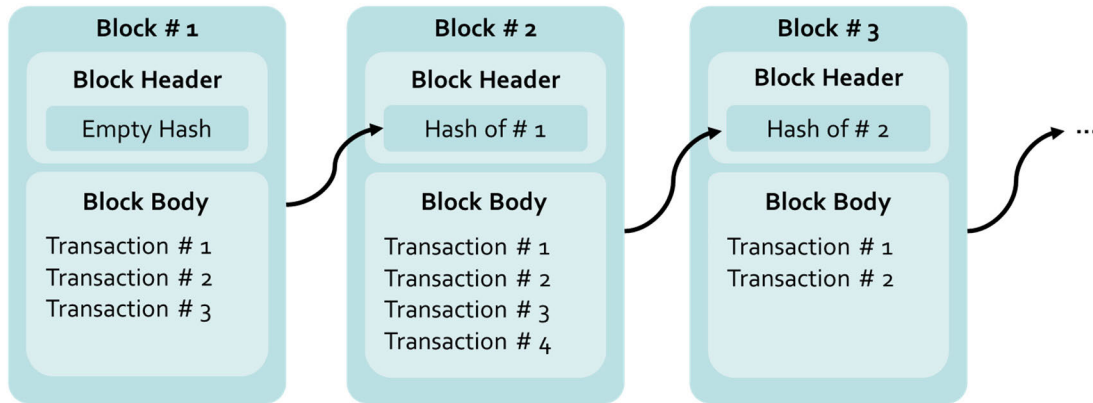 Block # 1
Block Header
Empty Hash
Block Body
Transaction # 1
Transaction # 2
Transaction # 3
Block # 2
Block Header
Hash of # 1
Block Body
Transaction # 1
Transaction # 2
Transaction # 3
Transaction # 4
Block # 3
Block Header
Hash of # 2
Block Body
Transaction # 1
Transaction # 2
...